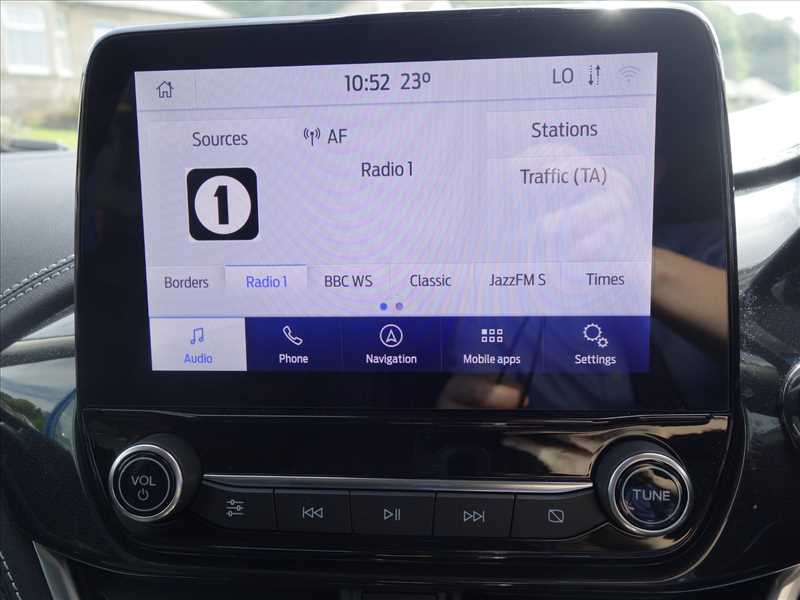 10:52 23º LO
Sources AF Stations
Radio 1
Traffic (TA)
1
Borders Radio 1 BBC WS Classic JazzFM S Times
Audio Phone Navigation Mobile apps Settings
VOL
TUNE